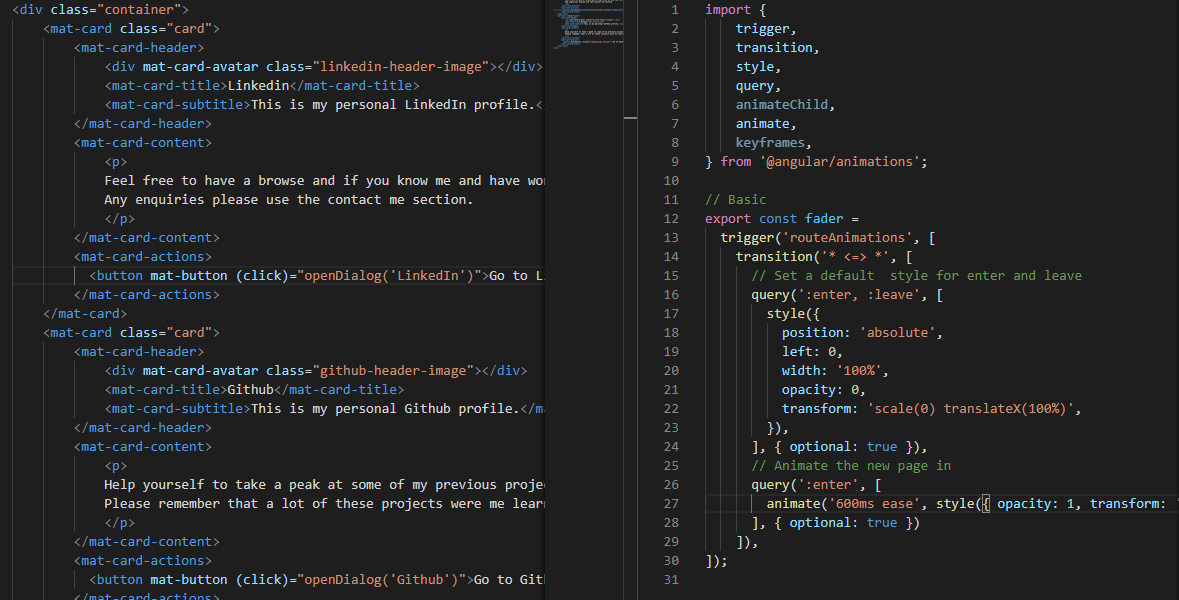 <div class="container">
<mat-card class="card">
<mat-card-header>
<div mat-card-avatar class="linkedin-header-image"></div>
<mat-card-title>Linkedin</mat-card-title>
<mat-card-subtitle>This is my personal LinkedIn profile.<
</mat-card-header>
<mat-card-content>
<p>
Feel free to have a browse and if you know me and have wo
Any enquiries please use the contact me section.
</p>
</mat-card-content>
<mat-card-actions>
<button mat-button (click)="openDialog('LinkedIn')">Go to L
</mat-card-actions>
</mat-card>
<mat-card class="card">
<mat-card-header>
<div mat-card-avatar class="github-header-image"></div>
<mat-card-title>Github</mat-card-title>
<mat-card-subtitle>This is my personal Github profile.</m
</mat-card-header>
<mat-card-content>
<p>
Help yourself to take a peak at some of my previous proje
Please remember that a lot of these projects were me lear
</p>
</mat-card-content>
<mat-card-actions>
<button mat-button (click)="openDialog('Github')">Go to Git
</mat-card-actions>
1 import {
2 trigger,
3 transition,
4 style,
5 query,
6 animateChild,
7 animate,
8 keyframes,
9 } from '@angular/animations';
10
11 // Basic
12 export const fader =
13 trigger('routeAnimations', [
14 transition('* <=> *', [
15 // Set a default  style for enter and leave
16 query(':enter, :leave', [
17 style({
18 position: 'absolute',
19 left: 0,
20 width: '100%',
21 opacity: 0,
22 transform: 'scale(0) translateX(100%)',
23 }),
24 ], { optional: true }),
25 // Animate the new page in
26 query(':enter', [
27 animate('600ms ease', style({ opacity: 1, transform: '
28 ], { optional: true })
29 ]),
30 ]);
31